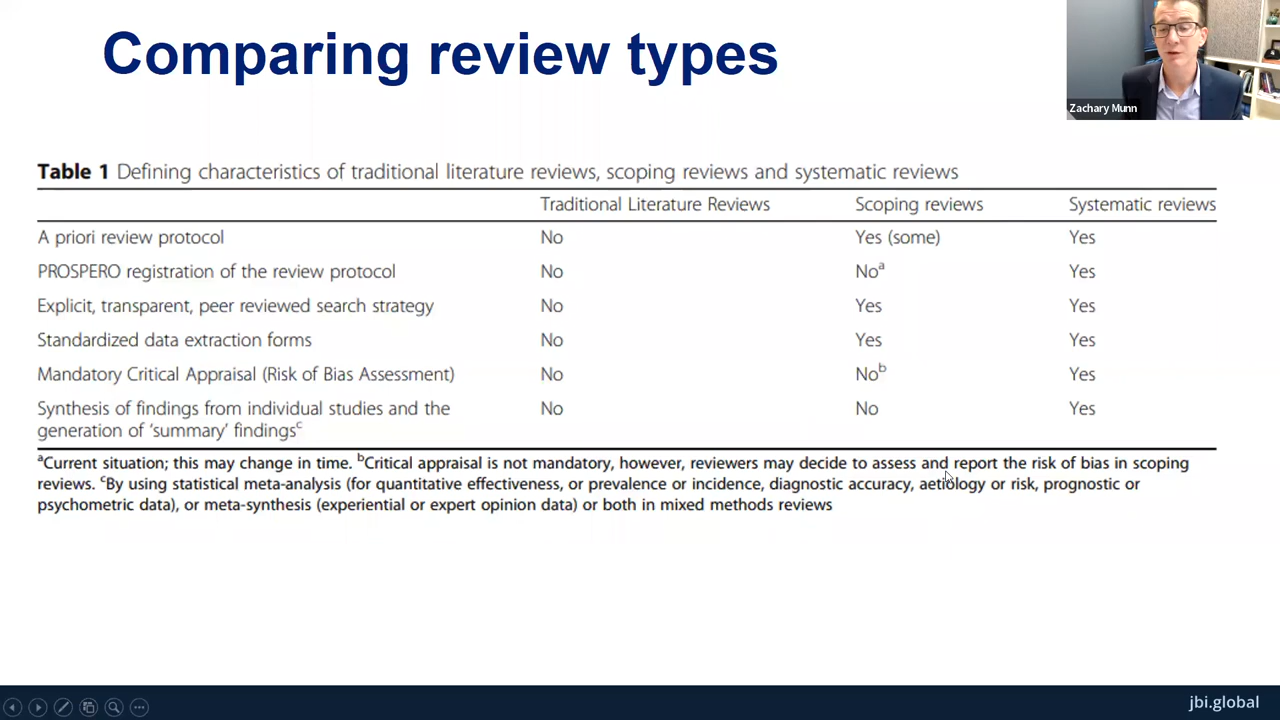 Comparing review types
Zachary Munn
Table 1 Defining characteristics of traditional literature reviews, scoping reviews and systematic reviews
Traditional Literature Reviews Scoping reviews Systematic reviews
A priori review protocol No Yes (some) Yes
PROSPERO registration of the review protocol No Noᵃ Yes
Explicit, transparent, peer reviewed search strategy No Yes Yes
Standardized data extraction forms No Yes Yes
Mandatory Critical Appraisal (Risk of Bias Assessment) No Noᵇ Yes
Synthesis of findings from individual studies and the No No Yes
generation of ‘summary’ findingsᶜ
ᵃCurrent situation; this may change in time. ᵇCritical appraisal is not mandatory, however, reviewers may decide to assess and report the risk of bias in scoping
reviews. ᶜBy using statistical meta-analysis (for quantitative effectiveness, or prevalence or incidence, diagnostic accuracy, aetiology or risk, prognostic or
psychometric data), or meta-synthesis (experiential or expert opinion data) or both in mixed methods reviews
jbi.global